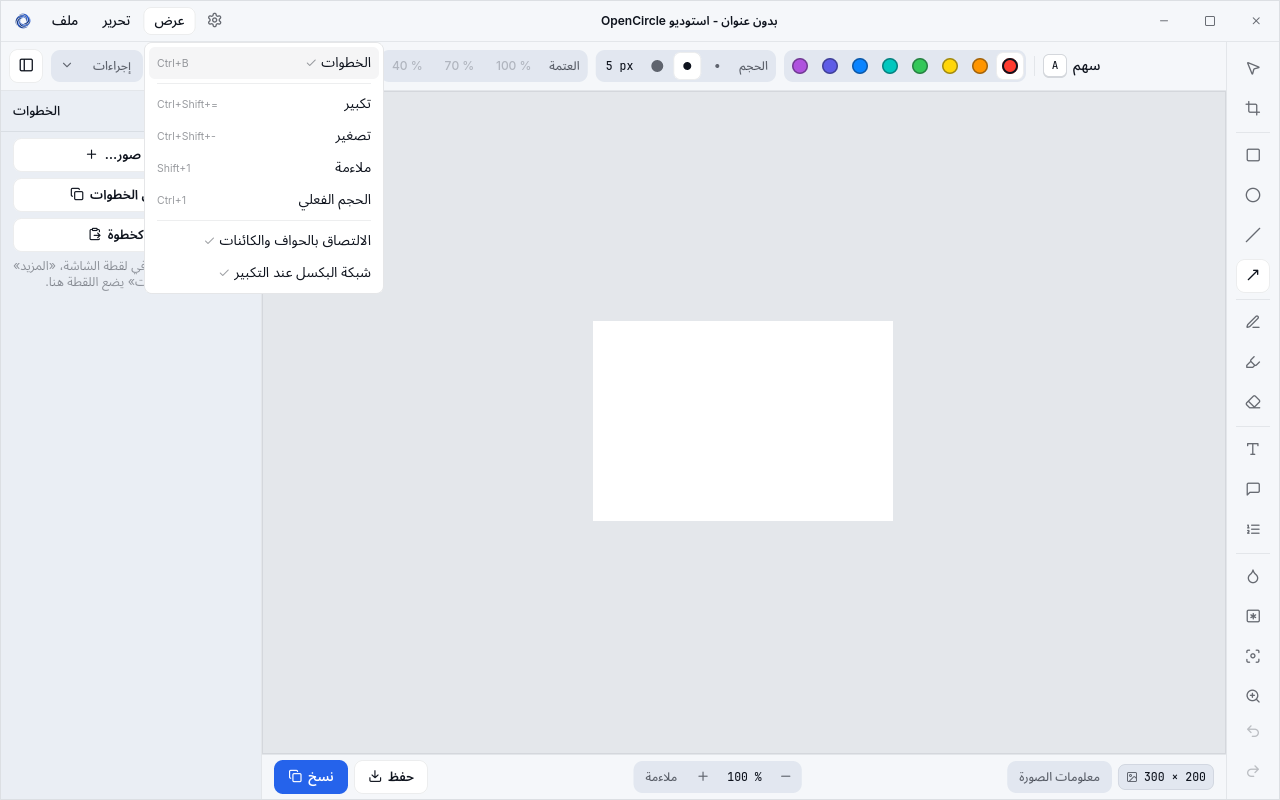 بدون عنوان - استوديو OpenCircle
ملف
تحرير
عرض
سهم
A
الحجم
5 px
العتمة
100 %
70 %
40 %
إجراءات
الخطوات
Ctrl+B
تكبير
Ctrl+Shift+=
تصغير
Ctrl+Shift+-
ملاءمة
Shift+1
الحجم الفعلي
Ctrl+1
الالتصاق بالحواف والكائنات
شبكة البكسل عند التكبير
الخطوات
صور...
الخطوات
كخطوة
في لقطة الشاشة، «المزيد»
يضع اللقطة هنا.
300 × 200
معلومات الصورة
100 %
ملاءمة
حفظ
نسخ